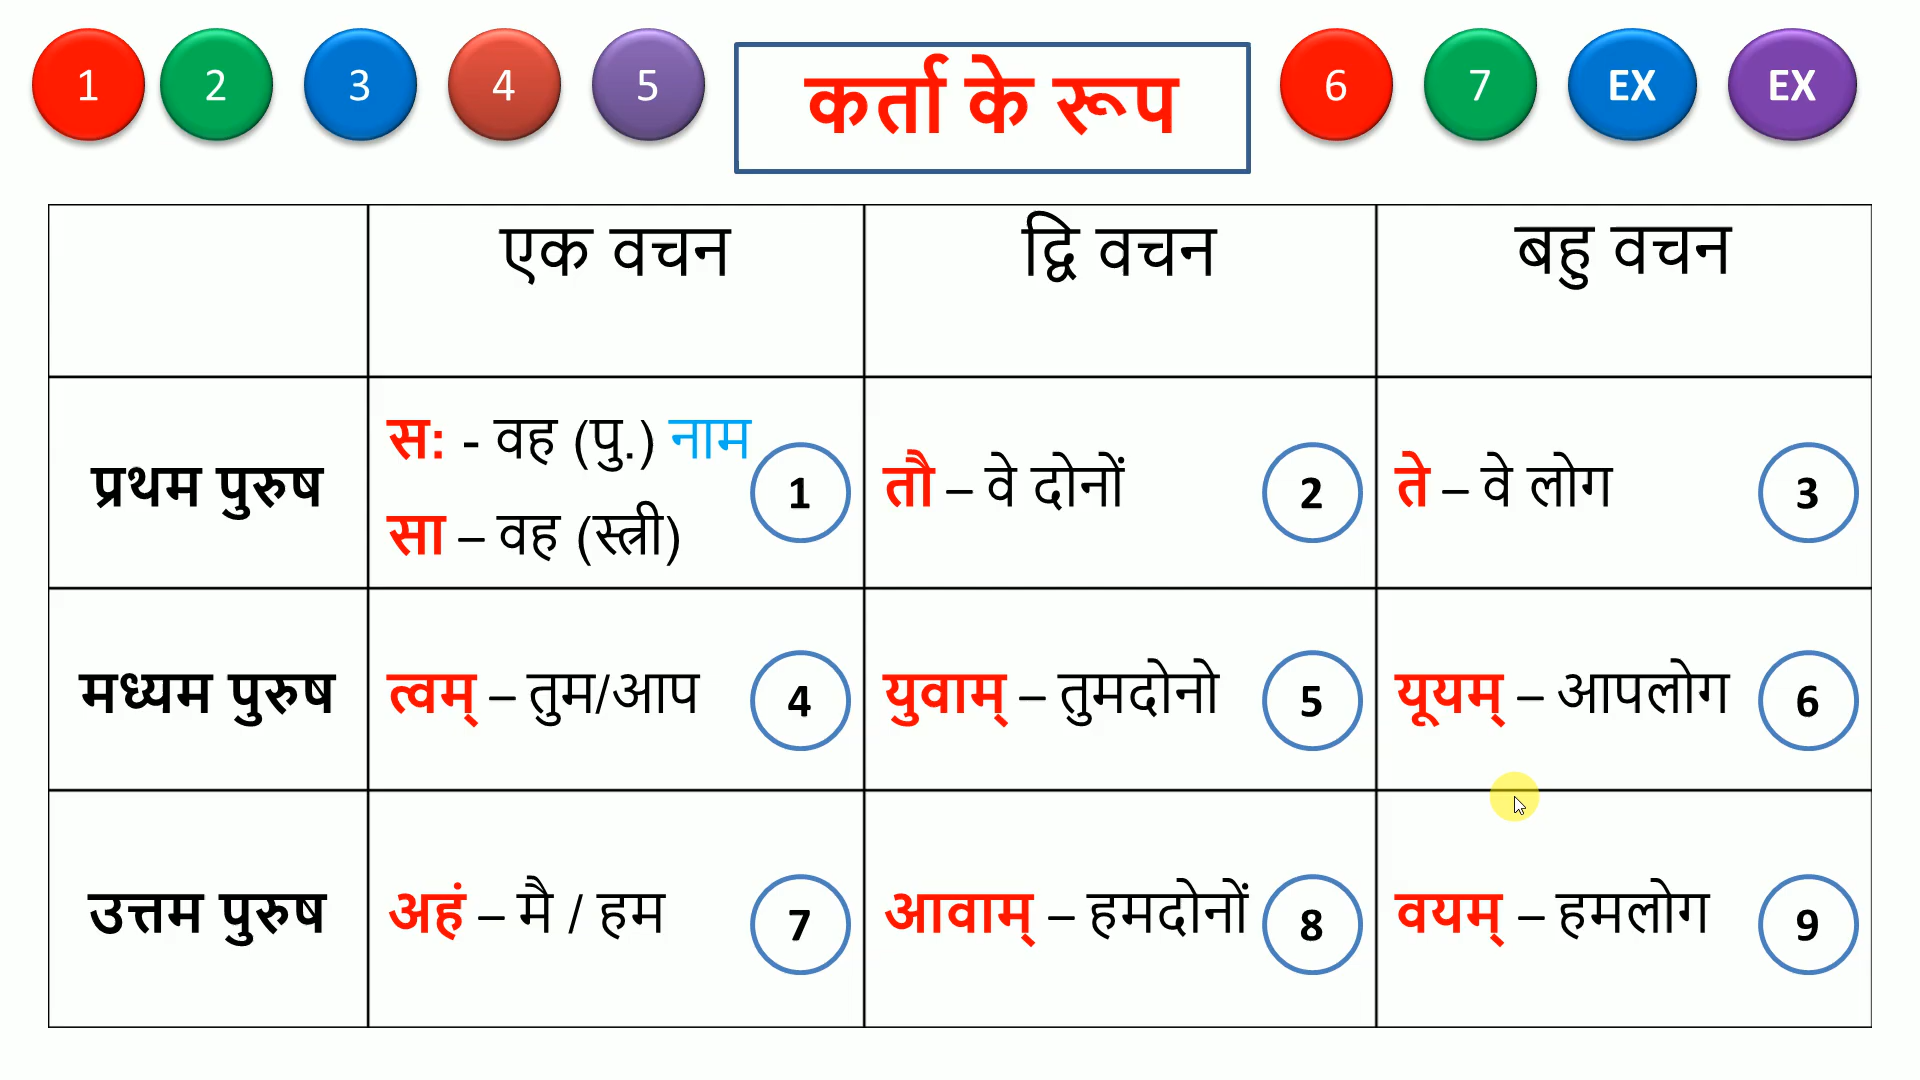 1 2 3 4 5 कर्ता के रूप 6 7 EX EX
एक वचन द्वि वचन बहु वचन
प्रथम पुरुष
स: - वह (पु.) नाम
सा – वह (स्त्री)
1
तौ – वे दोनों 2
ते – वे लोग 3
मध्यम पुरुष त्वम् – तुम/आप 4 युवाम् – तुमदोनो 5 यूयम् – आपलोग 6
उत्तम पुरुष अहं – मै / हम 7 आवाम् – हमदोनों 8 वयम् – हमलोग 9